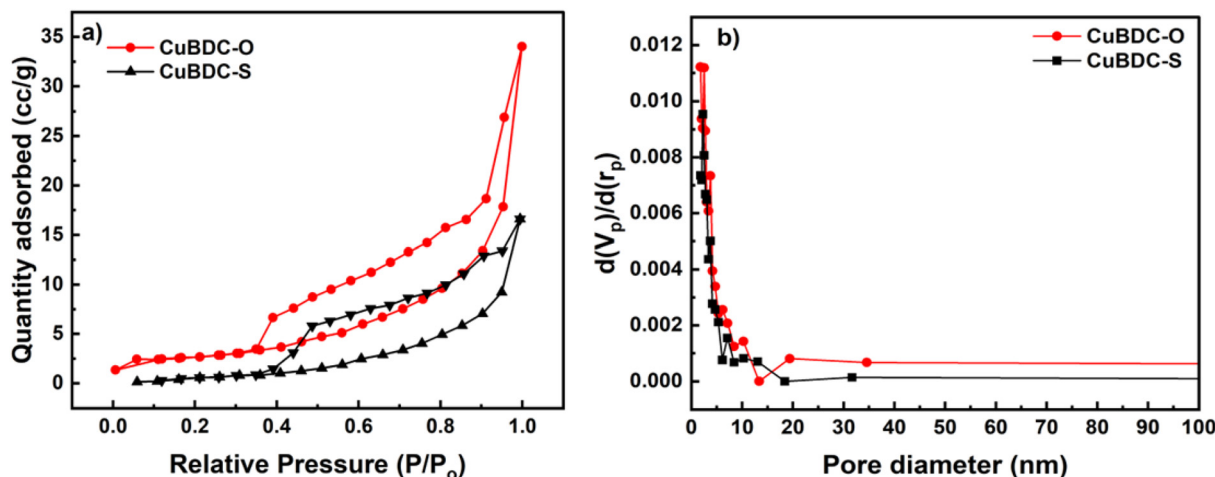 a)
CuBDC-O
CuBDC-S
Quantity adsorbed (cc/g)
35
30
25
20
15
10
5
0
0.0 0.2 0.4 0.6 0.8 1.0
Relative Pressure (P/Po)
b)
CuBDC-O
CuBDC-S
d(Vp)/d(rp)
0.012
0.010
0.008
0.006
0.004
0.002
0.000
0 10 20 30 40 50 60 70 80 90 100
Pore diameter (nm)